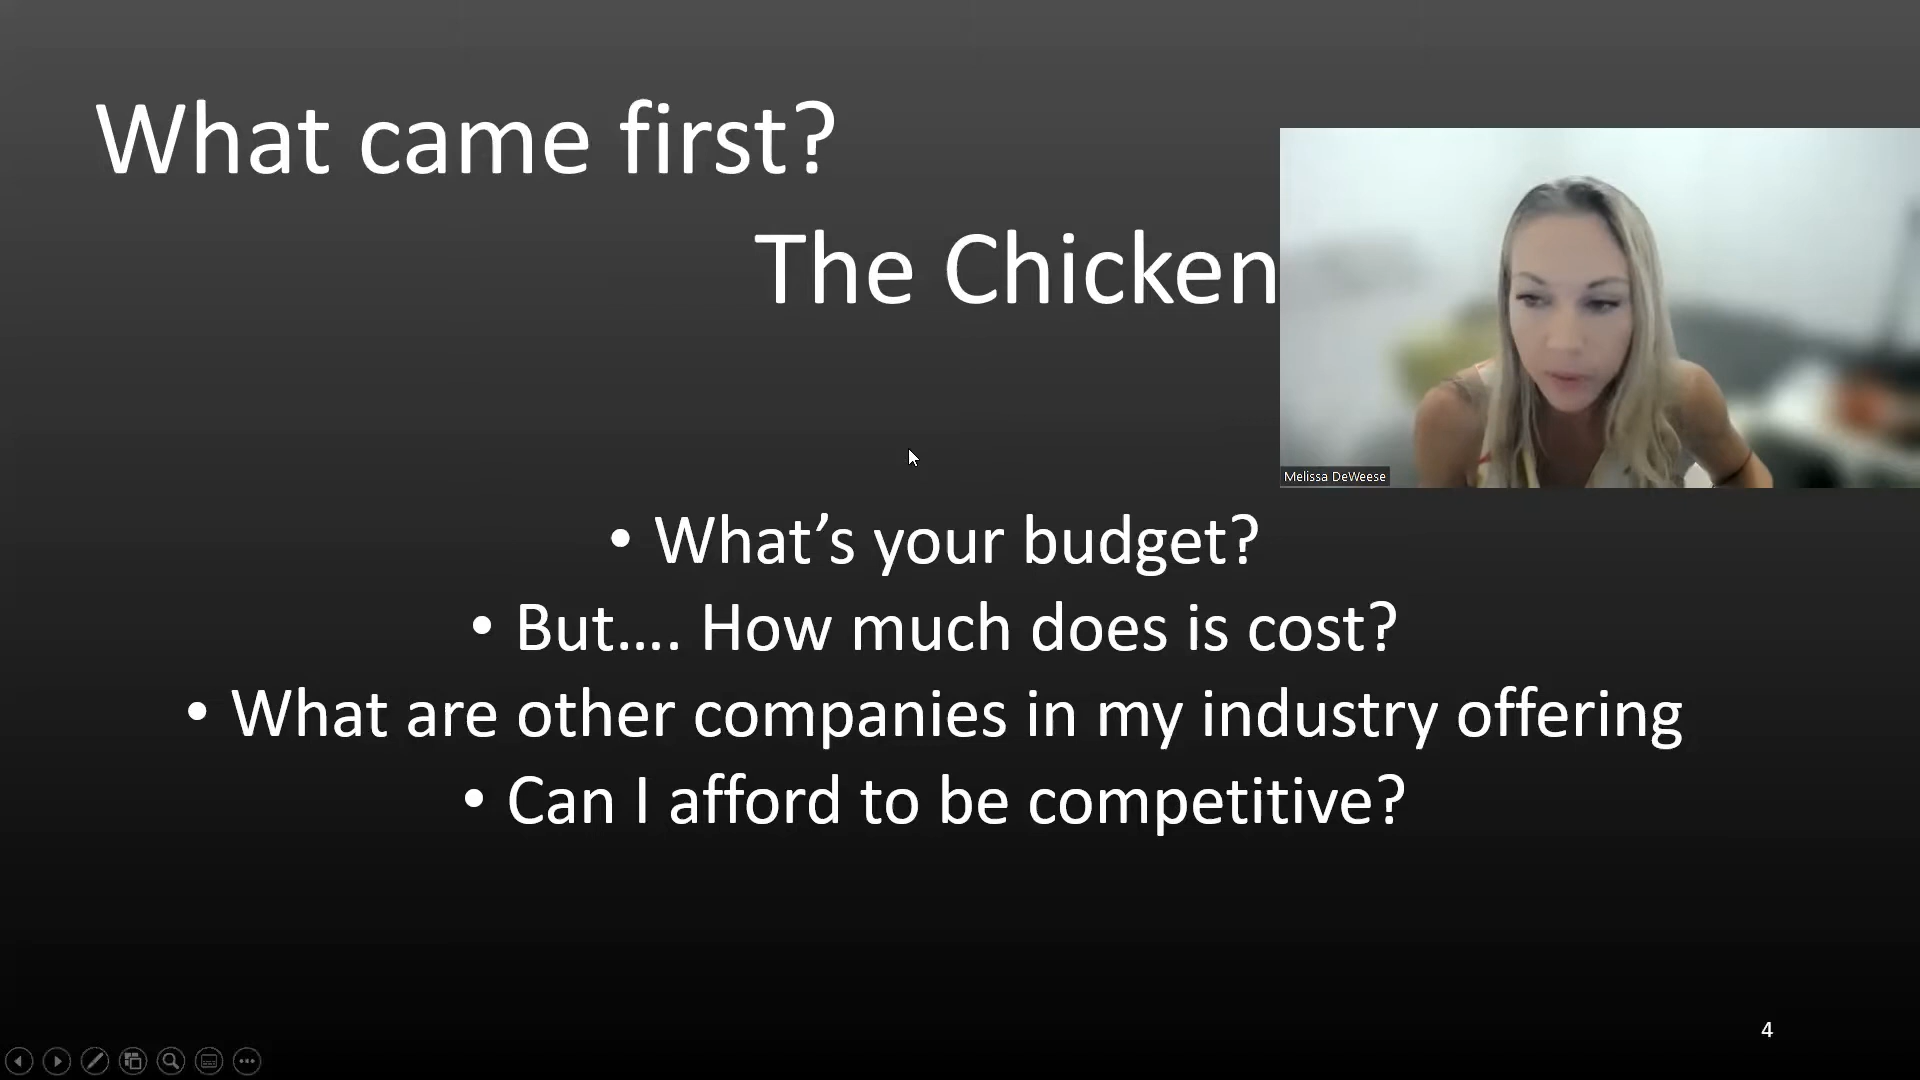 What came first?
The Chicken
Melissa DeWeese
• What’s your budget?
• But.... How much does is cost?
• What are other companies in my industry offering
• Can I afford to be competitive?
4